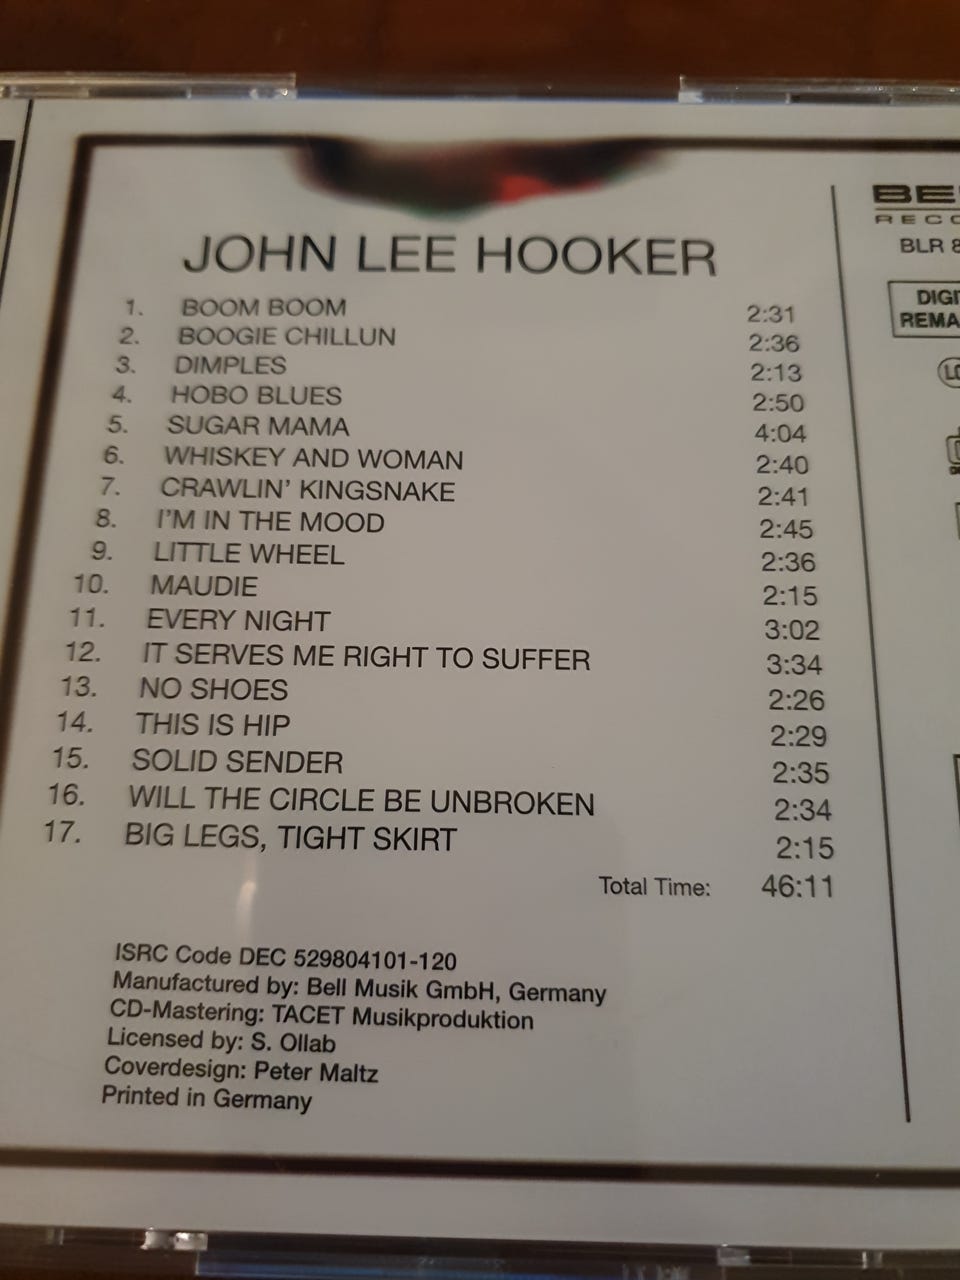 JOHN LEE HOOKER
1. BOOM BOOM 2:31
2. BOOGIE CHILLUN 2:36
3. DIMPLES 2:13
4. HOBO BLUES 2:50
5. SUGAR MAMA 4:04
6. WHISKEY AND WOMAN 2:40
7. CRAWLIN' KINGSNAKE 2:41
8. I'M IN THE MOOD 2:45
9. LITTLE WHEEL 2:36
10. MAUDIE 2:15
11. EVERY NIGHT 3:02
12. IT SERVES ME RIGHT TO SUFFER 3:34
13. NO SHOES 2:26
14. THIS IS HIP 2:29
15. SOLID SENDER 2:35
16. WILL THE CIRCLE BE UNBROKEN 2:34
17. BIG LEGS, TIGHT SKIRT 2:15
Total Time: 46:11
ISRC Code DEC 529804101-120
Manufactured by: Bell Musik GmbH, Germany
CD-Mastering: TACET Musikproduktion
Licensed by: S. Ollab
Coverdesign: Peter Maltz
Printed in Germany
BLR 8